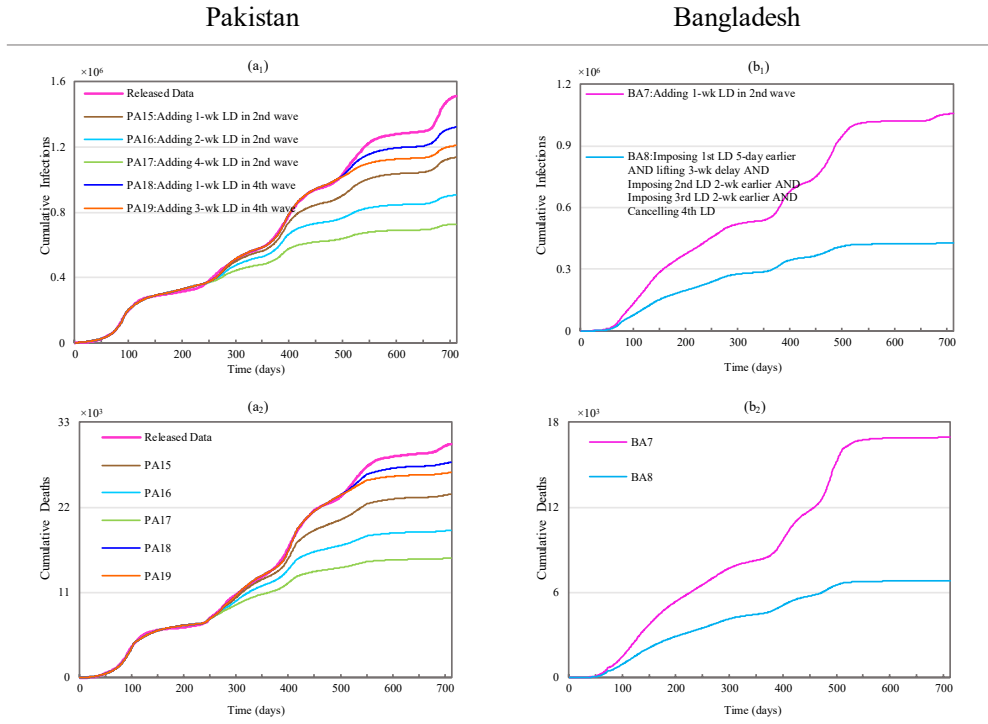 Pakistan
Bangladesh
(a₁)
×10⁶
1.6
1.2
0.8
0.4
0
Cumulative Infections
Released Data
PA15:Adding 1-wk LD in 2nd wave
PA16:Adding 2-wk LD in 2nd wave
PA17:Adding 4-wk LD in 2nd wave
PA18:Adding 1-wk LD in 4th wave
PA19:Adding 3-wk LD in 4th wave
0 100 200 300 400 500 600 700
Time (days)
(b₁)
×10⁶
1.2
0.9
0.6
0.3
0
Cumulative Infections
BA7:Adding 1-wk LD in 2nd wave
BA8:Imposing 1st LD 5-day earlier
AND lifting 3-wk delay AND
Imposing 2nd LD 2-wk earlier AND
Imposing 3rd LD 2-wk earlier AND
Cancelling 4th LD
0 100 200 300 400 500 600 700
Time (days)
(a₂)
×10³
33
22
11
0
Cumulative Deaths
Released Data
PA15
PA16
PA17
PA18
PA19
0 100 200 300 400 500 600 700
Time (days)
(b₂)
×10³
18
12
6
0
Cumulative Deaths
BA7
BA8
0 100 200 300 400 500 600 700
Time (days)